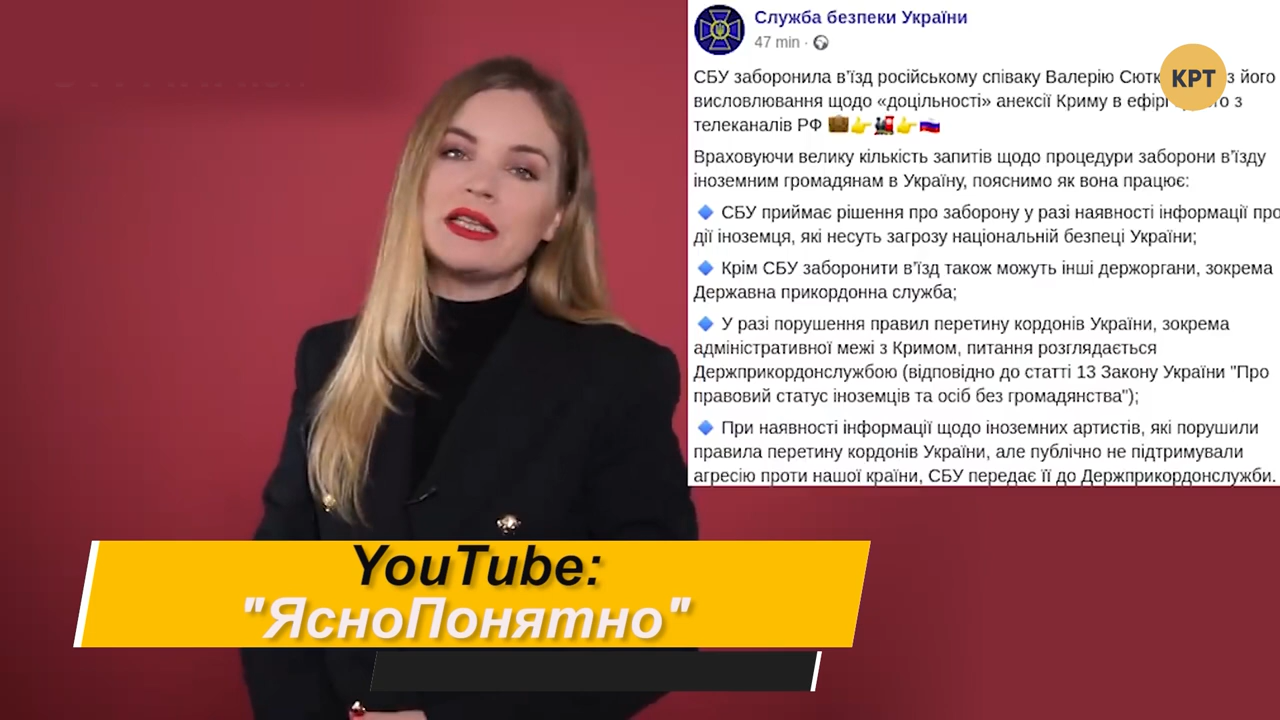 Служба безпеки України
47 min ·
КРТ
СБУ заборонила в'їзд російському співаку Валерію з його
висловлювання щодо «доцільності» анексії Криму в ефірі з
телеканалів РФ
Враховуючи велику кількість запитів щодо процедури заборони в'їзду
іноземним громадянам в Україну, пояснимо як вона працює:
СБУ приймає рішення про заборону у разі наявності інформації про
дії іноземця, які несуть загрозу національній безпеці України;
Крім СБУ заборонити в'їзд також можуть інші держоргани, зокрема
Державна прикордонна служба;
У разі порушення правил перетину кордонів України, зокрема
адміністративної межі з Кримом, питання розглядається
Держприкордонслужбою (відповідно до статті 13 Закону України "Про
правовий статус іноземців та осіб без громадянства");
При наявності інформації щодо іноземних артистів, які порушили
правила перетину кордонів України, але публічно не підтримували
агресію проти нашої країни, СБУ передає її до Держприкордонслужби.
YouTube:
"ЯсноПонятно"